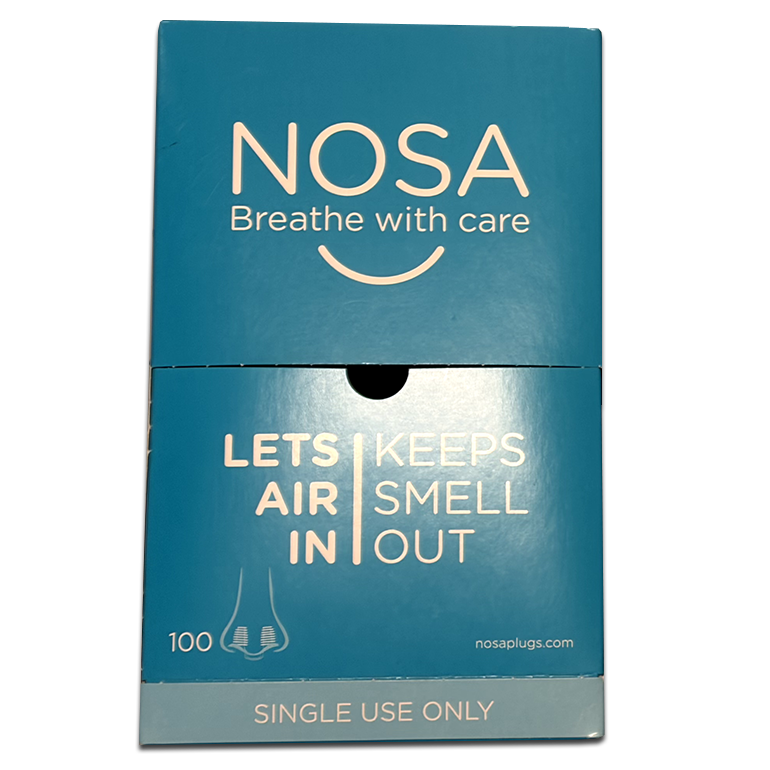 NOSA
Breathe with care
LETS AIR IN
KEEPS SMELL OUT
100
nosaplugs.com
SINGLE USE ONLY